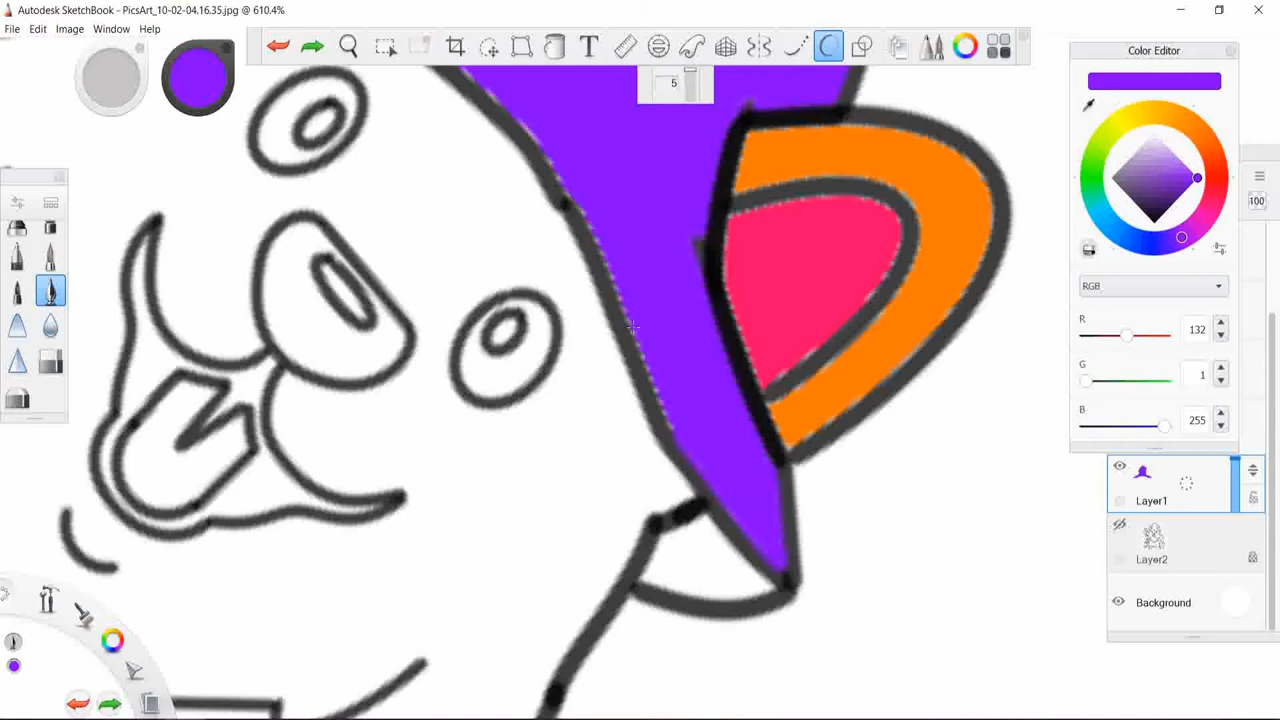 Autodesk SketchBook - PicsArt_10-02-04.16.35.jpg @ 610.4%
File Edit Image Window Help
T
5
Color Editor
100
RGB
R
132
G
1
B
255
Layer1
Layer2
Background